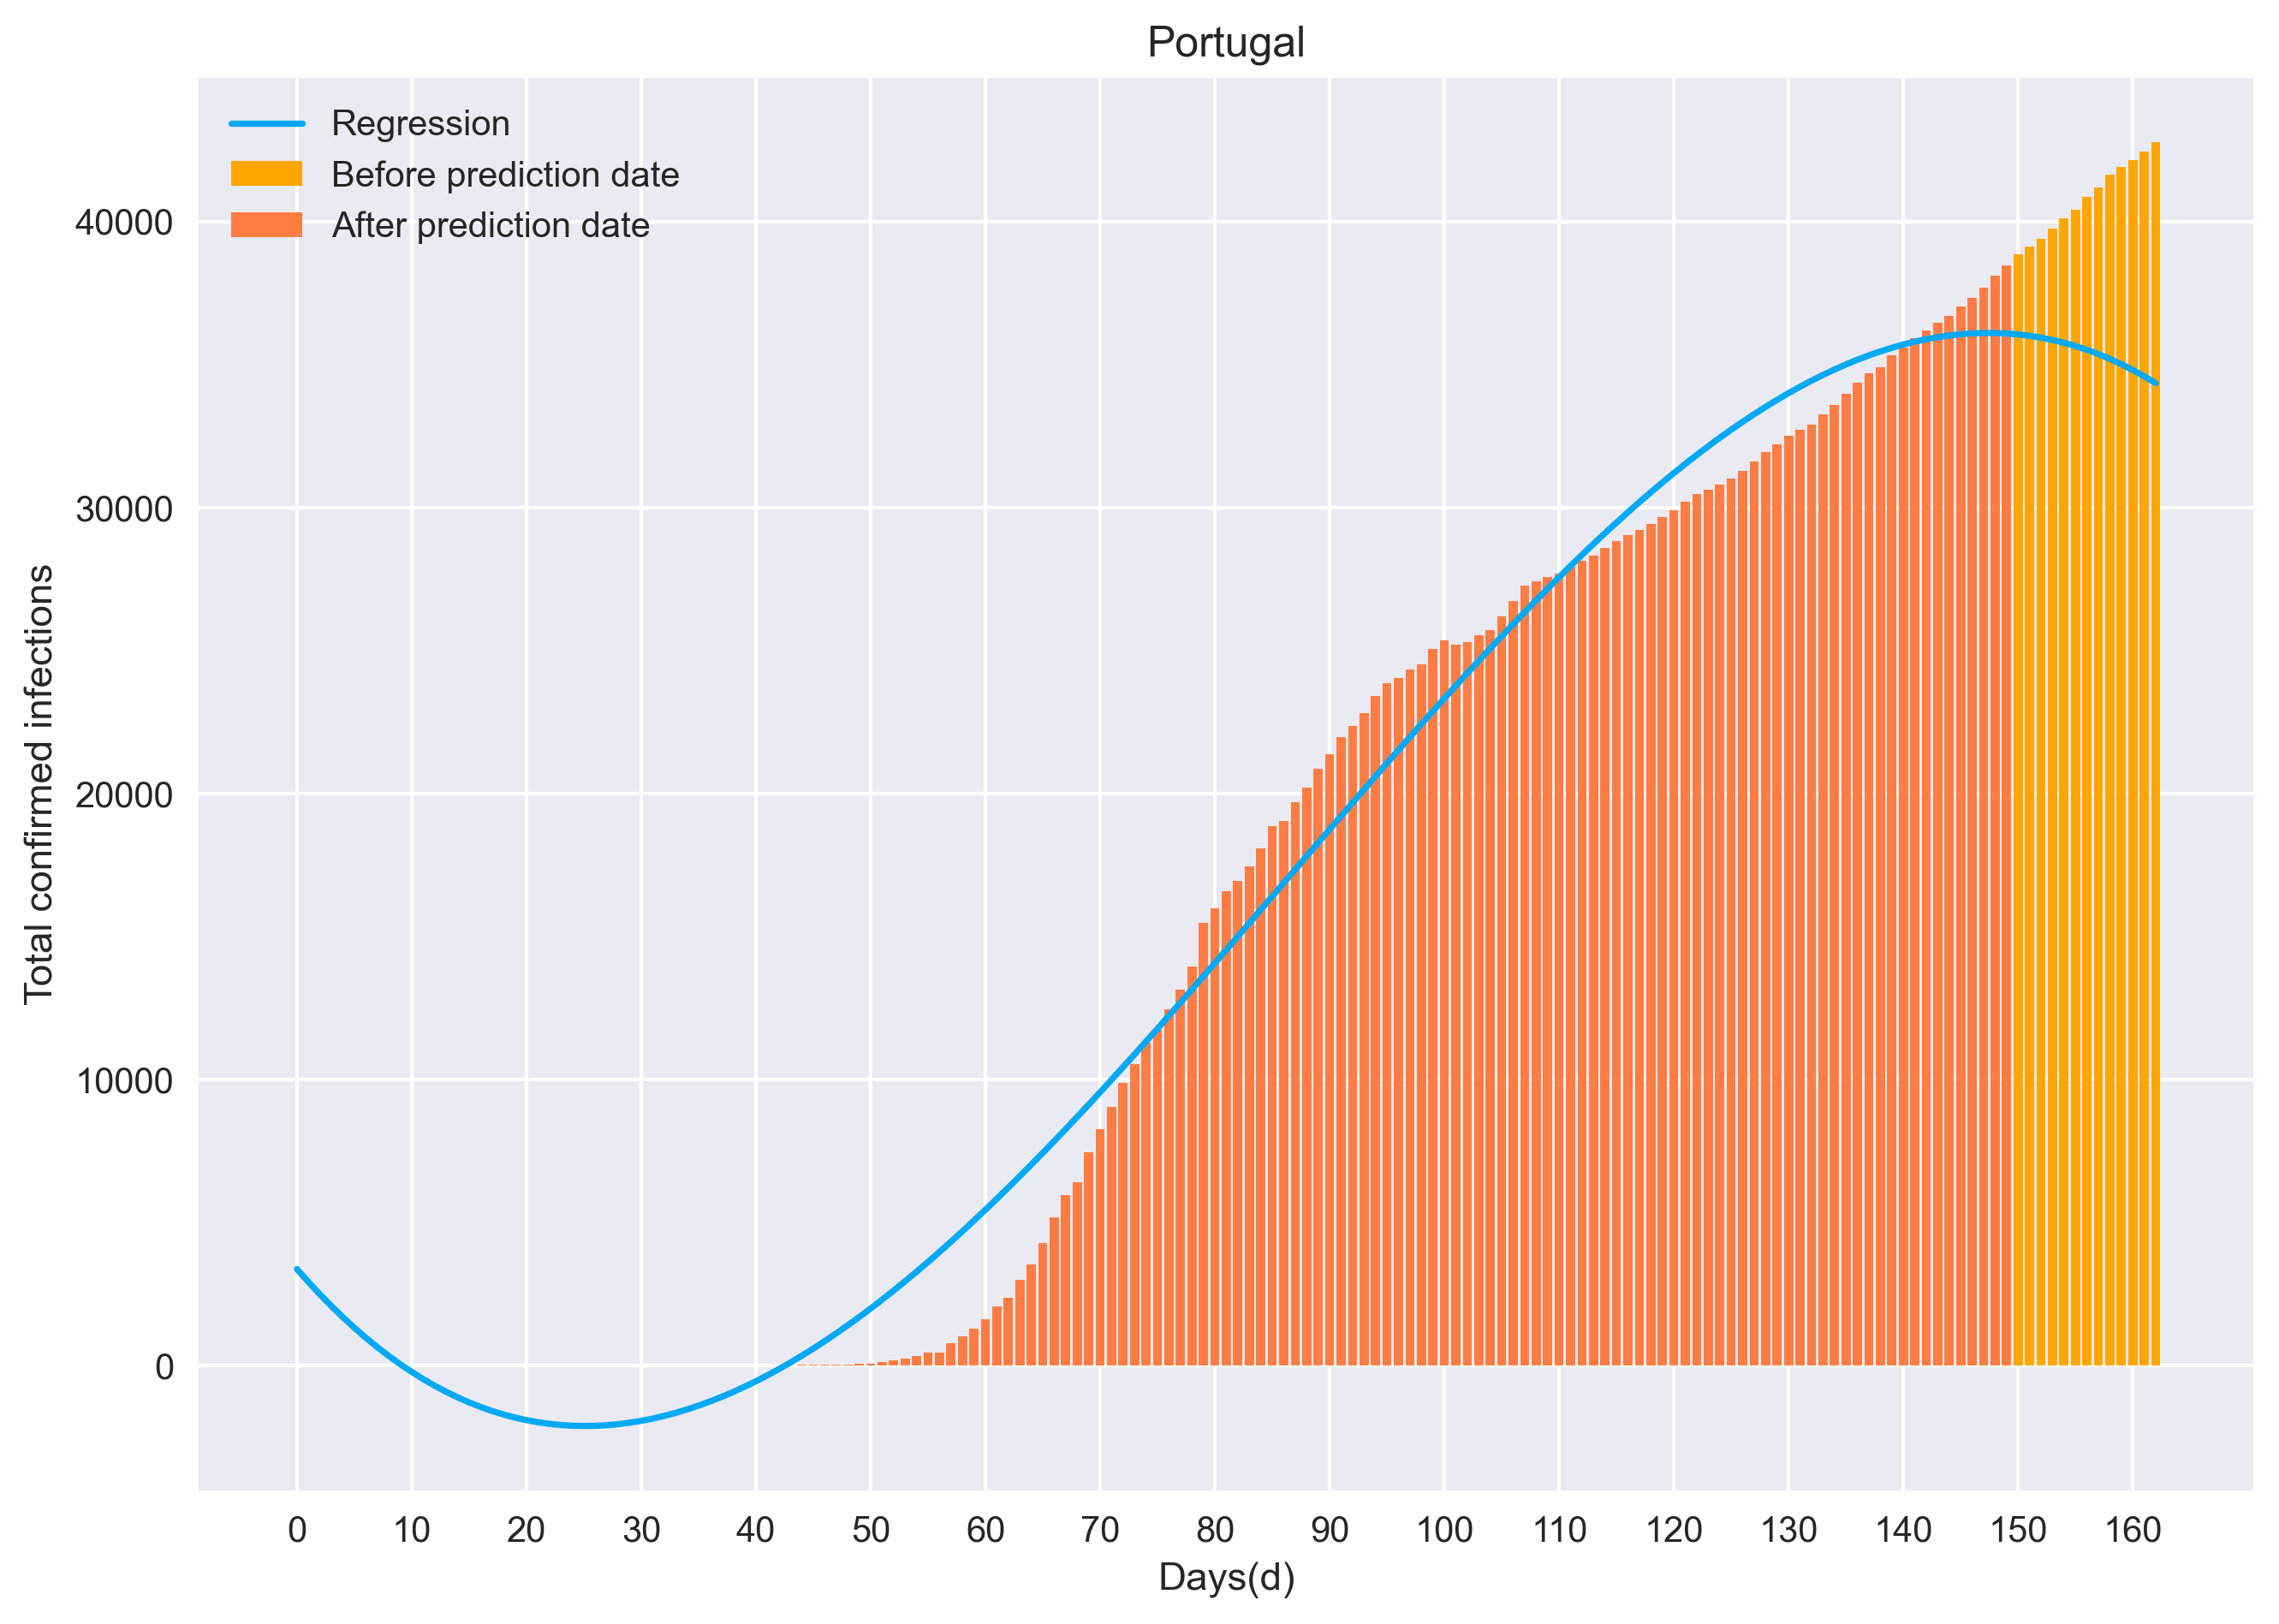 Portugal
Regression
Before prediction date
After prediction date
40000
30000
20000
10000
0
Total confirmed infections
0 10 20 30 40 50 60 70 80 90 100 110 120 130 140 150 160
Days(d)